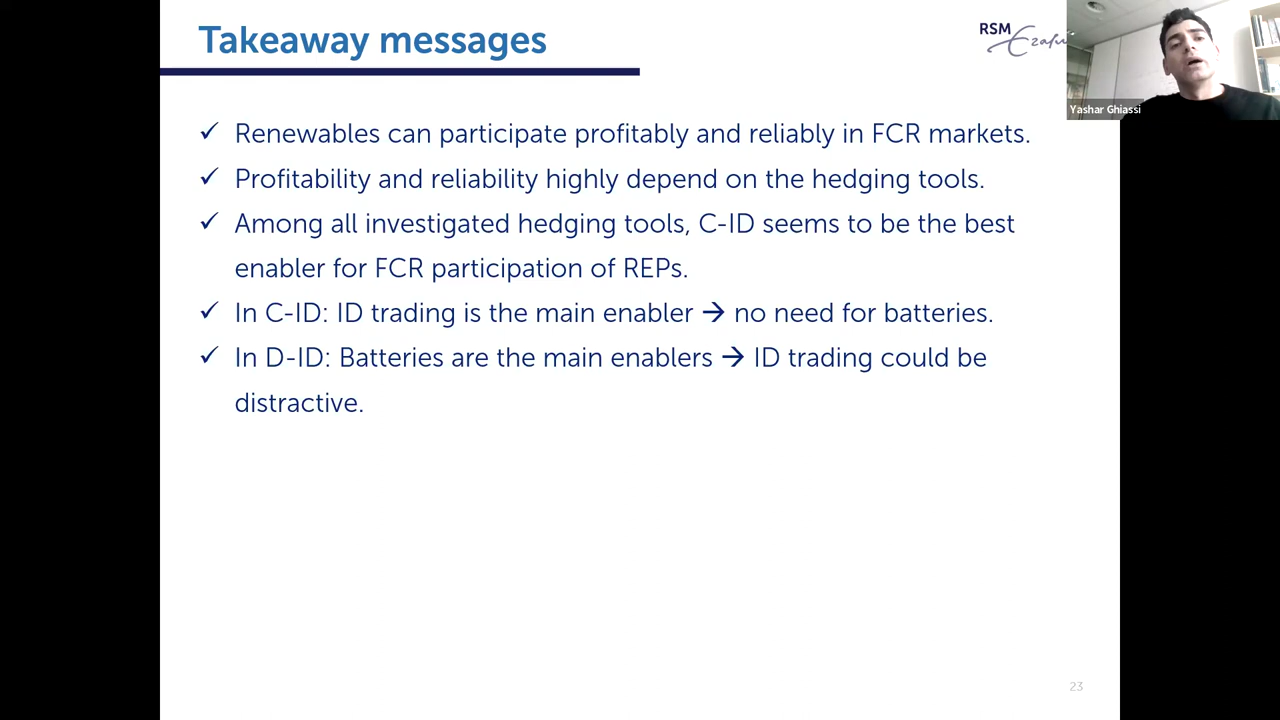 Takeaway messages
RSM
Erasmus
Yashar Ghiassi
✓ Renewables can participate profitably and reliably in FCR markets.
✓ Profitability and reliability highly depend on the hedging tools.
✓ Among all investigated hedging tools, C-ID seems to be the best
enabler for FCR participation of REPs.
✓ In C-ID: ID trading is the main enabler → no need for batteries.
✓ In D-ID: Batteries are the main enablers → ID trading could be
distractive.
23